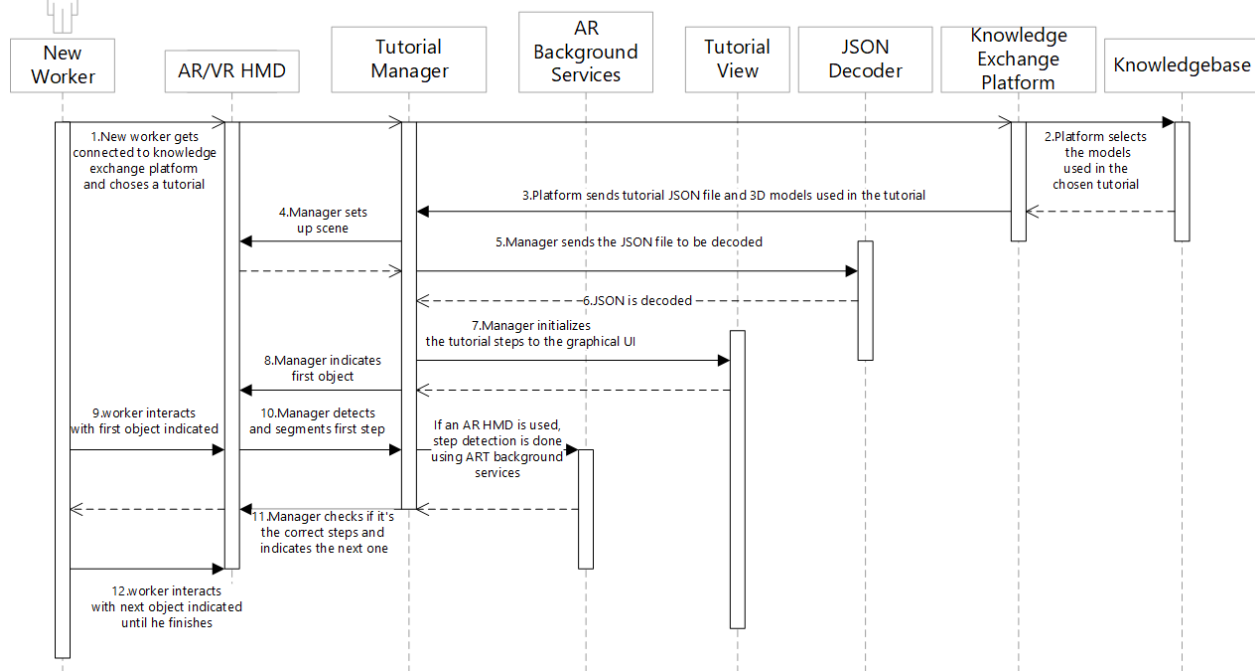 New
Worker
AR/VR HMD
Tutorial
Manager
AR
Background
Services
Tutorial
View
JSON
Decoder
Knowledge
Exchange
Platform
Knowledgebase
1.New worker gets
connected to knowledge
exchange platform
and choses a tutorial
2.Platform selects
the models
used in the
chosen tutorial
3.Platform sends tutorial JSON file and 3D models used in the tutorial
4.Manager sets
up scene
5.Manager sends the JSON file to be decoded
6.JSON is decoded
7.Manager initializes
the tutorial steps to the graphical UI
8.Manager indicates
first object
9.worker interacts
with first object indicated
10.Manager detects
and segments first step
If an AR HMD is used,
step detection is done
using ART background
services
11.Manager checks if it's
the correct steps and
indicates the next one
12.worker interacts
with next object indicated
until he finishes